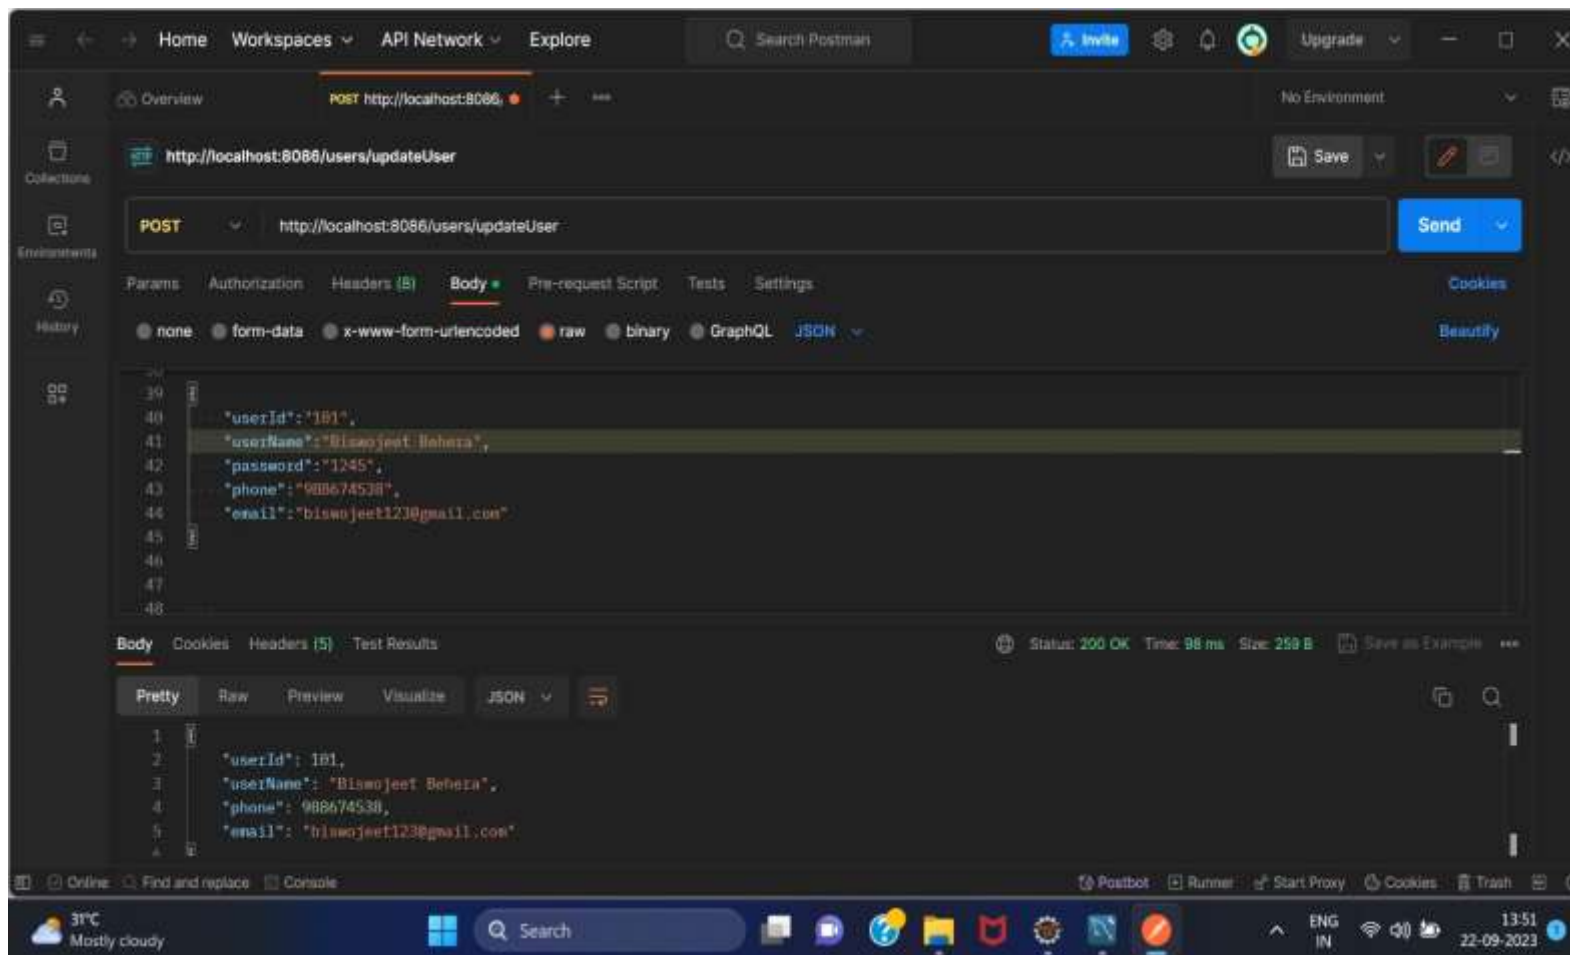 Home Workspaces API Network Explore Search Postman Invite Upgrade
Overview POST http://localhost:8086, No Environment
http://localhost:8086/users/updateUser Save
Collections
POST http://localhost:8086/users/updateUser Send
Environments
Params Authorization Headers (8) Body Pre-request Script Tests Settings Cookies
History
none form-data x-www-form-urlencoded raw binary GraphQL JSON Beautify
39 {
40 "userId":"101",
41 "userName":"Biswojeet Behera",
42 "password":"1245",
43 "phone":"988674538",
44 "email":"biswojeet123@gmail.com"
45 }
46
47
48
Body Cookies Headers (5) Test Results Status: 200 OK Time: 98 ms Size: 259 B Save as Example
Pretty Raw Preview Visualize JSON
1 {
2 "userId": 101,
3 "userName": "Biswojeet Behera",
4 "phone": 988674538,
5 "email": "biswojeet123@gmail.com"
Online Find and replace Console Postbot Runner Start Proxy Cookies Trash
31°C
Mostly cloudy
Search
ENG
IN
13:51
22-09-2023